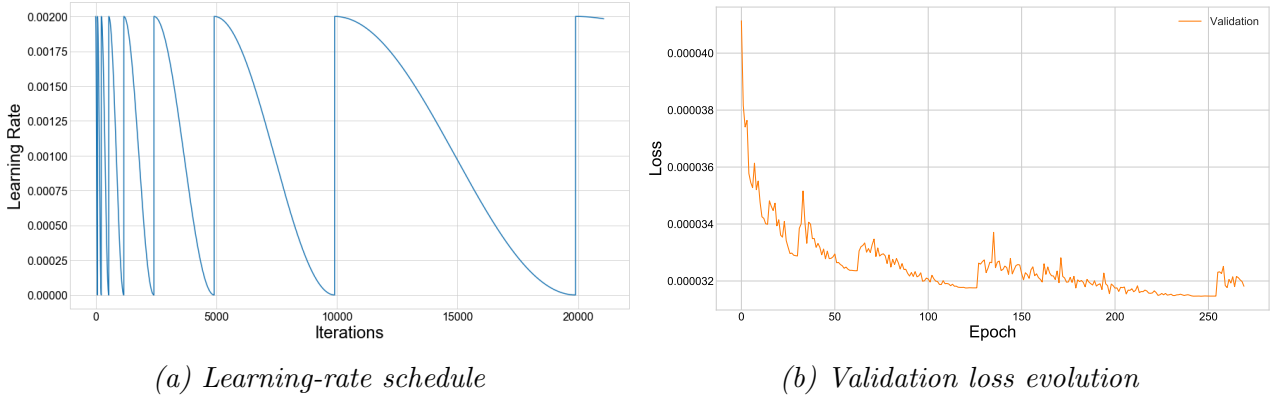 0.00200
0.00175
0.00150
0.00125
0.00100
0.00075
0.00050
0.00025
0.00000
Learning Rate
0 5000 10000 15000 20000
Iterations
(a) Learning-rate schedule
Validation
0.000040
0.000038
0.000036
0.000034
0.000032
Loss
0 50 100 150 200 250
Epoch
(b) Validation loss evolution